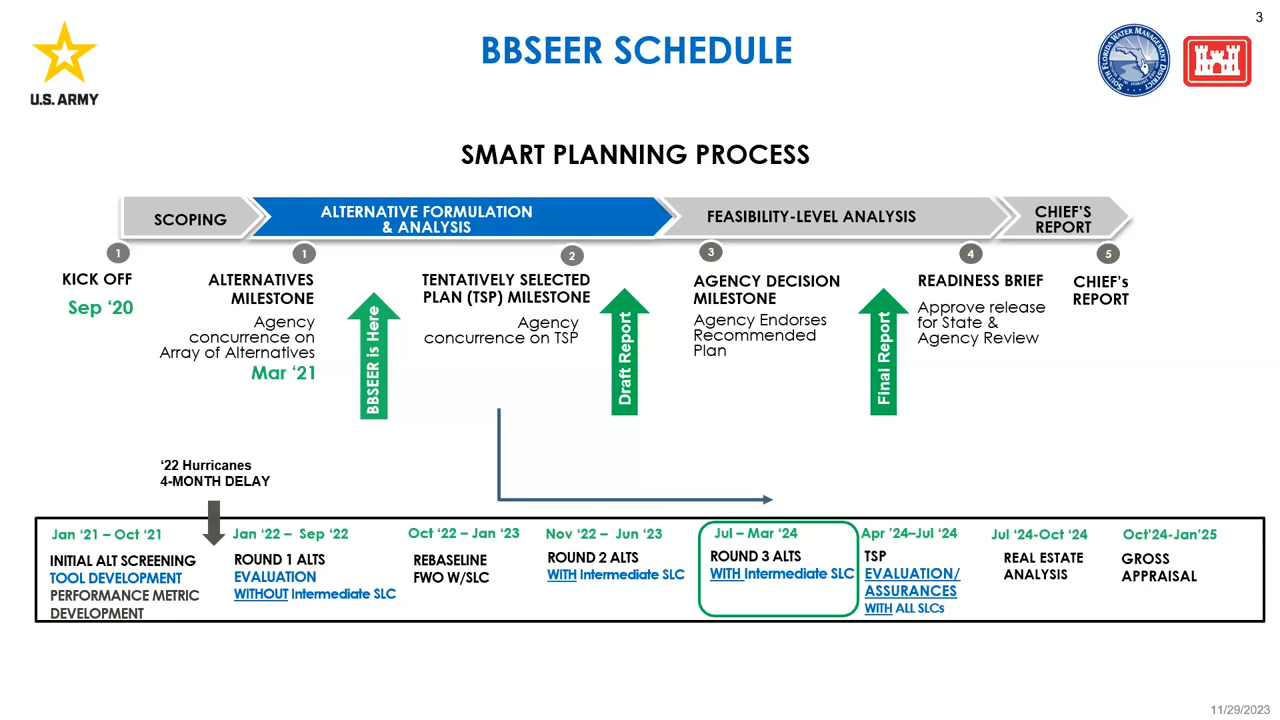 3
BBSEER SCHEDULE
U.S. ARMY
SOUTH FLORIDA WATER MANAGEMENT DISTRICT
SMART PLANNING PROCESS
SCOPING
ALTERNATIVE FORMULATION
& ANALYSIS
FEASIBILITY-LEVEL ANALYSIS
CHIEF’S
REPORT
1
KICK OFF
Sep ‘20
1
ALTERNATIVES
MILESTONE
Agency
concurrence on
Array of Alternatives
Mar ‘21
BBSEER is Here
2
TENTATIVELY SELECTED
PLAN (TSP) MILESTONE
Agency
concurrence on TSP
Draft Report
3
AGENCY DECISION
MILESTONE
Agency Endorses
Recommended
Plan
Final Report
4
READINESS BRIEF
Approve release
for State &
Agency Review
5
CHIEF’s
REPORT
‘22 Hurricanes
4-MONTH DELAY
Jan ‘21 – Oct ‘21
INITIAL ALT SCREENING
TOOL DEVELOPMENT
PERFORMANCE METRIC
DEVELOPMENT
Jan ‘22 – Sep ‘22
ROUND 1 ALTS
EVALUATION
WITHOUT Intermediate SLC
Oct ‘22 – Jan ‘23
REBASELINE
FWO W/SLC
Nov ‘22 – Jun ‘23
ROUND 2 ALTS
WITH Intermediate SLC
Jul – Mar ‘24
ROUND 3 ALTS
WITH Intermediate SLC
Apr ’24–Jul ‘24
TSP
EVALUATION/
ASSURANCES
WITH ALL SLCs
Jul ‘24-Oct ‘24
REAL ESTATE
ANALYSIS
Oct’24-Jan’25
GROSS
APPRAISAL
11/29/2023